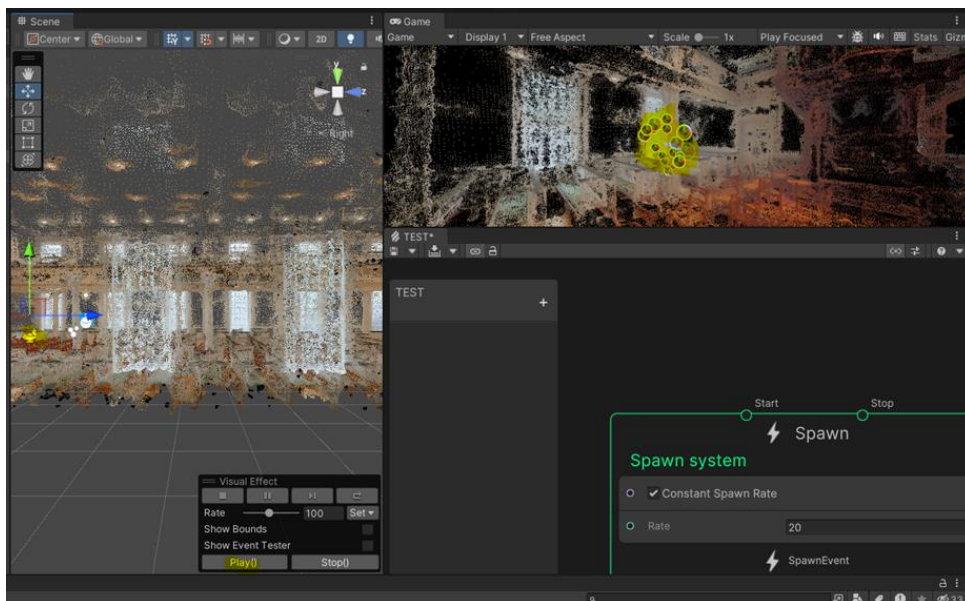 Scene
Center
Global
2D
y
z
Right
Visual Effect
Rate 100 Set
Show Bounds
Show Event Tester
Play() Stop()
Game
Game Display 1 Free Aspect Scale 1x Play Focused Stats Gizm
TEST*
TEST
+
Start Stop
Spawn
Spawn system
Constant Spawn Rate
Rate 20
SpawnEvent
33